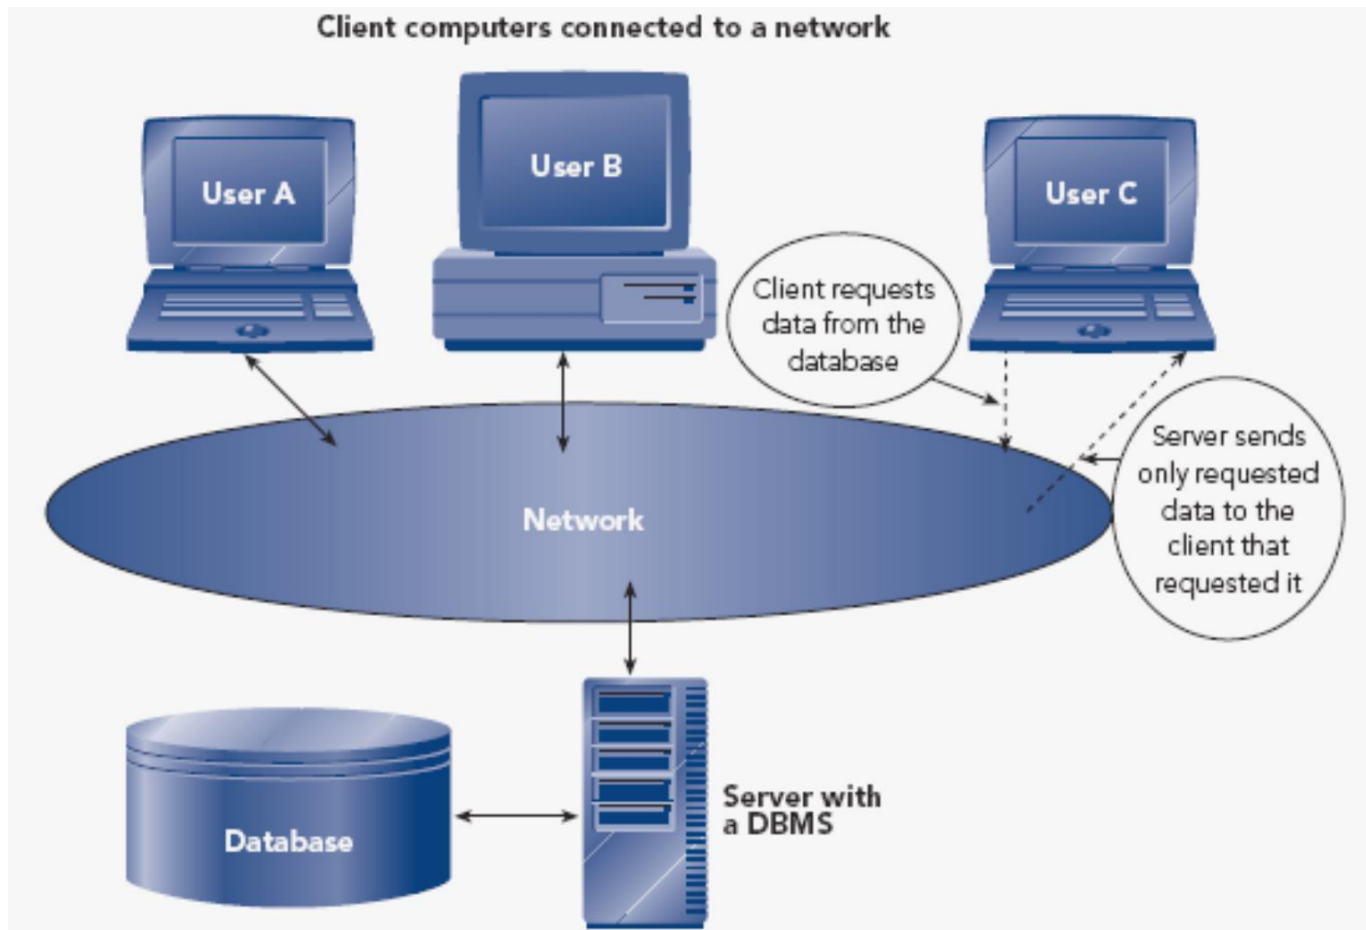 Client computers connected to a network
User A
User B
User C
Client requests
data from the
database
Server sends
only requested
data to the
client that
requested it
Network
Database
Server with
a DBMS